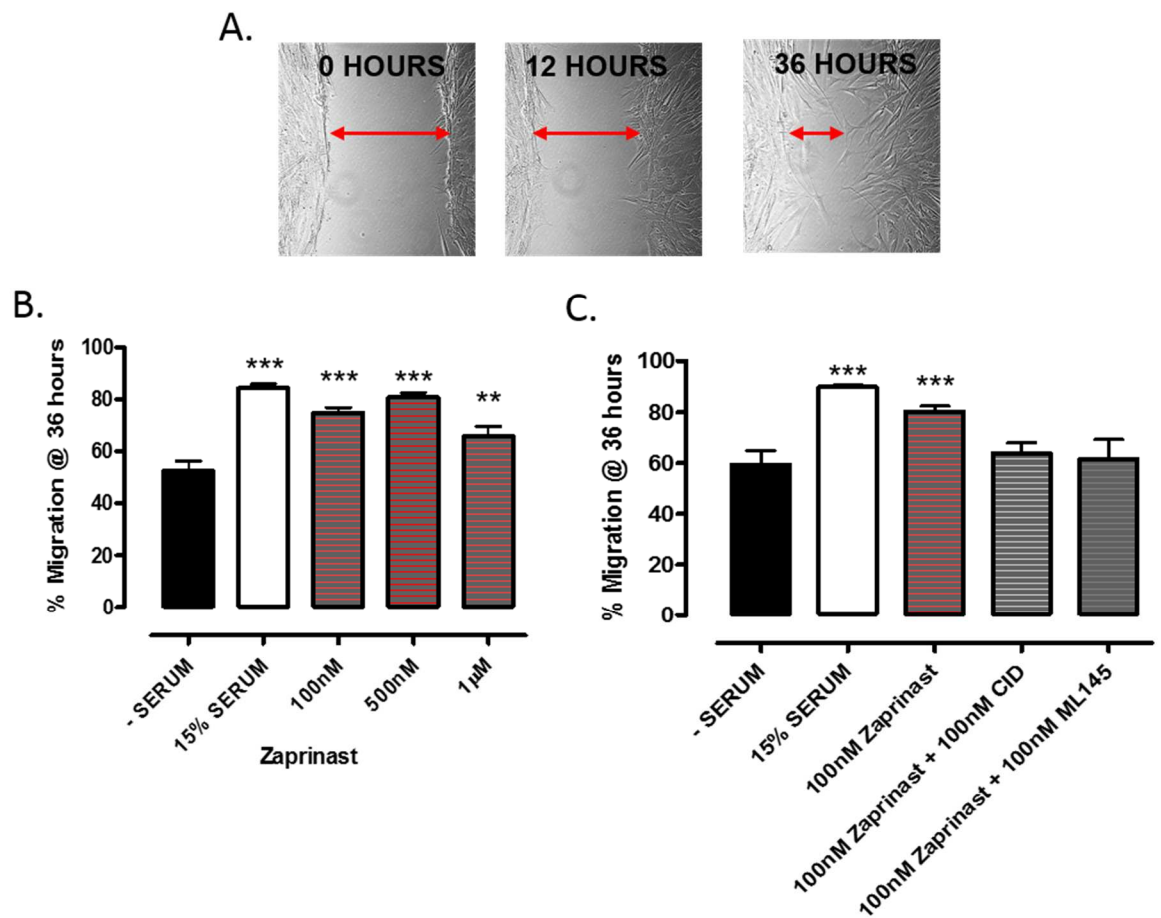 A.
0 HOURS
12 HOURS
36 HOURS
B.
% Migration @ 36 hours
100
80
60
40
20
0
***
***
***
**
- SERUM
15% SERUM
100nM
500nM
1µM
Zaprinast
C.
% Migration @ 36 hours
100
80
60
40
20
0
***
***
- SERUM
15% SERUM
100nM Zaprinast
100nM Zaprinast + 100nM CID
100nM Zaprinast + 100nM ML145